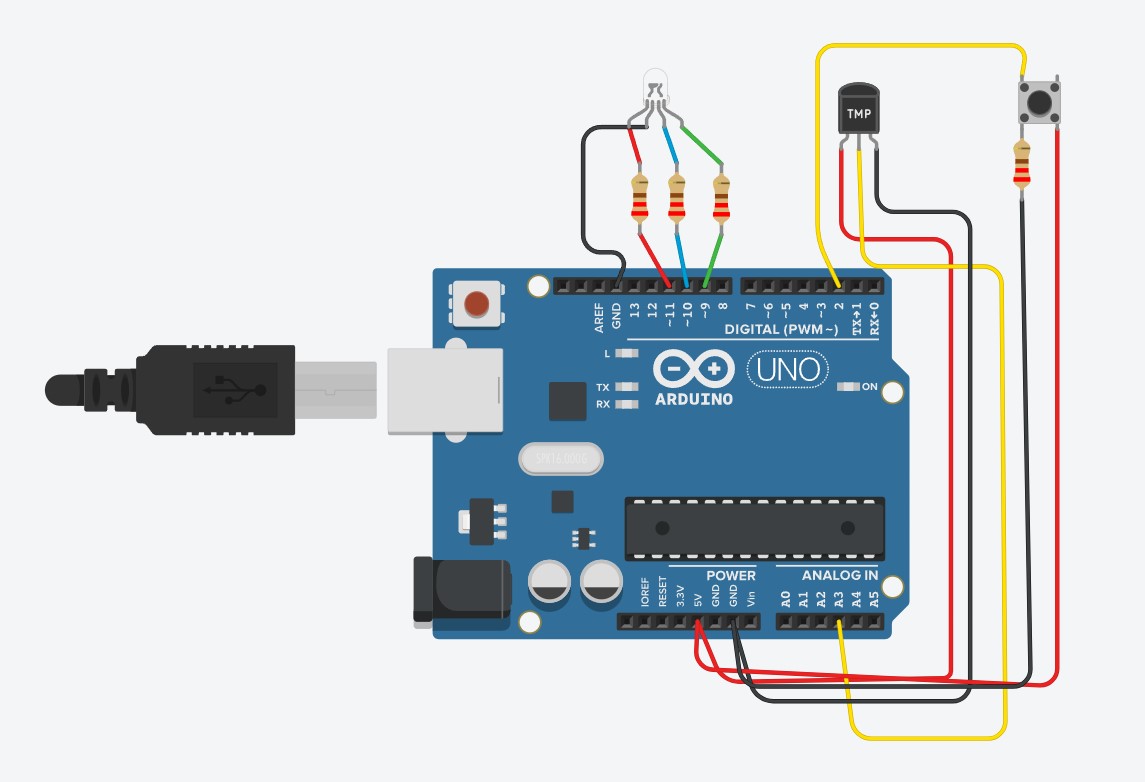 TMP
AREF
GND
13
12
~11
~10
~9
8
7
~6
~5
4
~3
2
TX→1
RX←0
DIGITAL (PWM~)
L
TX
RX
UNO
ON
ARDUINO
SPK16.000G
POWER
ANALOG IN
IOREF
RESET
3.3V
5V
GND
GND
Vin
A0
A1
A2
A3
A4
A5